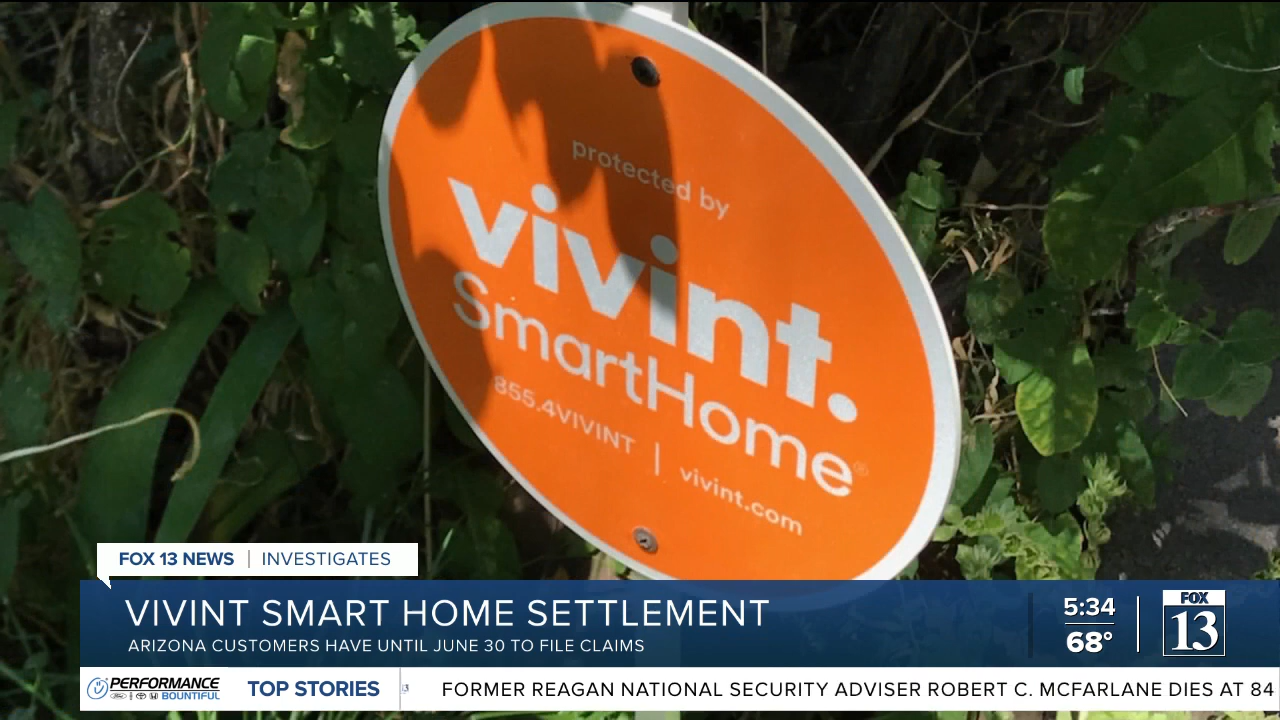 protected by
vivint.
SmartHome®
855.4VIVINT | vivint.com
FOX 13 NEWS | INVESTIGATES
VIVINT SMART HOME SETTLEMENT
ARIZONA CUSTOMERS HAVE UNTIL JUNE 30 TO FILE CLAIMS
5:34
68°
FOX
13
PERFORMANCE
BOUNTIFUL
TOP STORIES
FORMER REAGAN NATIONAL SECURITY ADVISER ROBERT C. MCFARLANE DIES AT 84